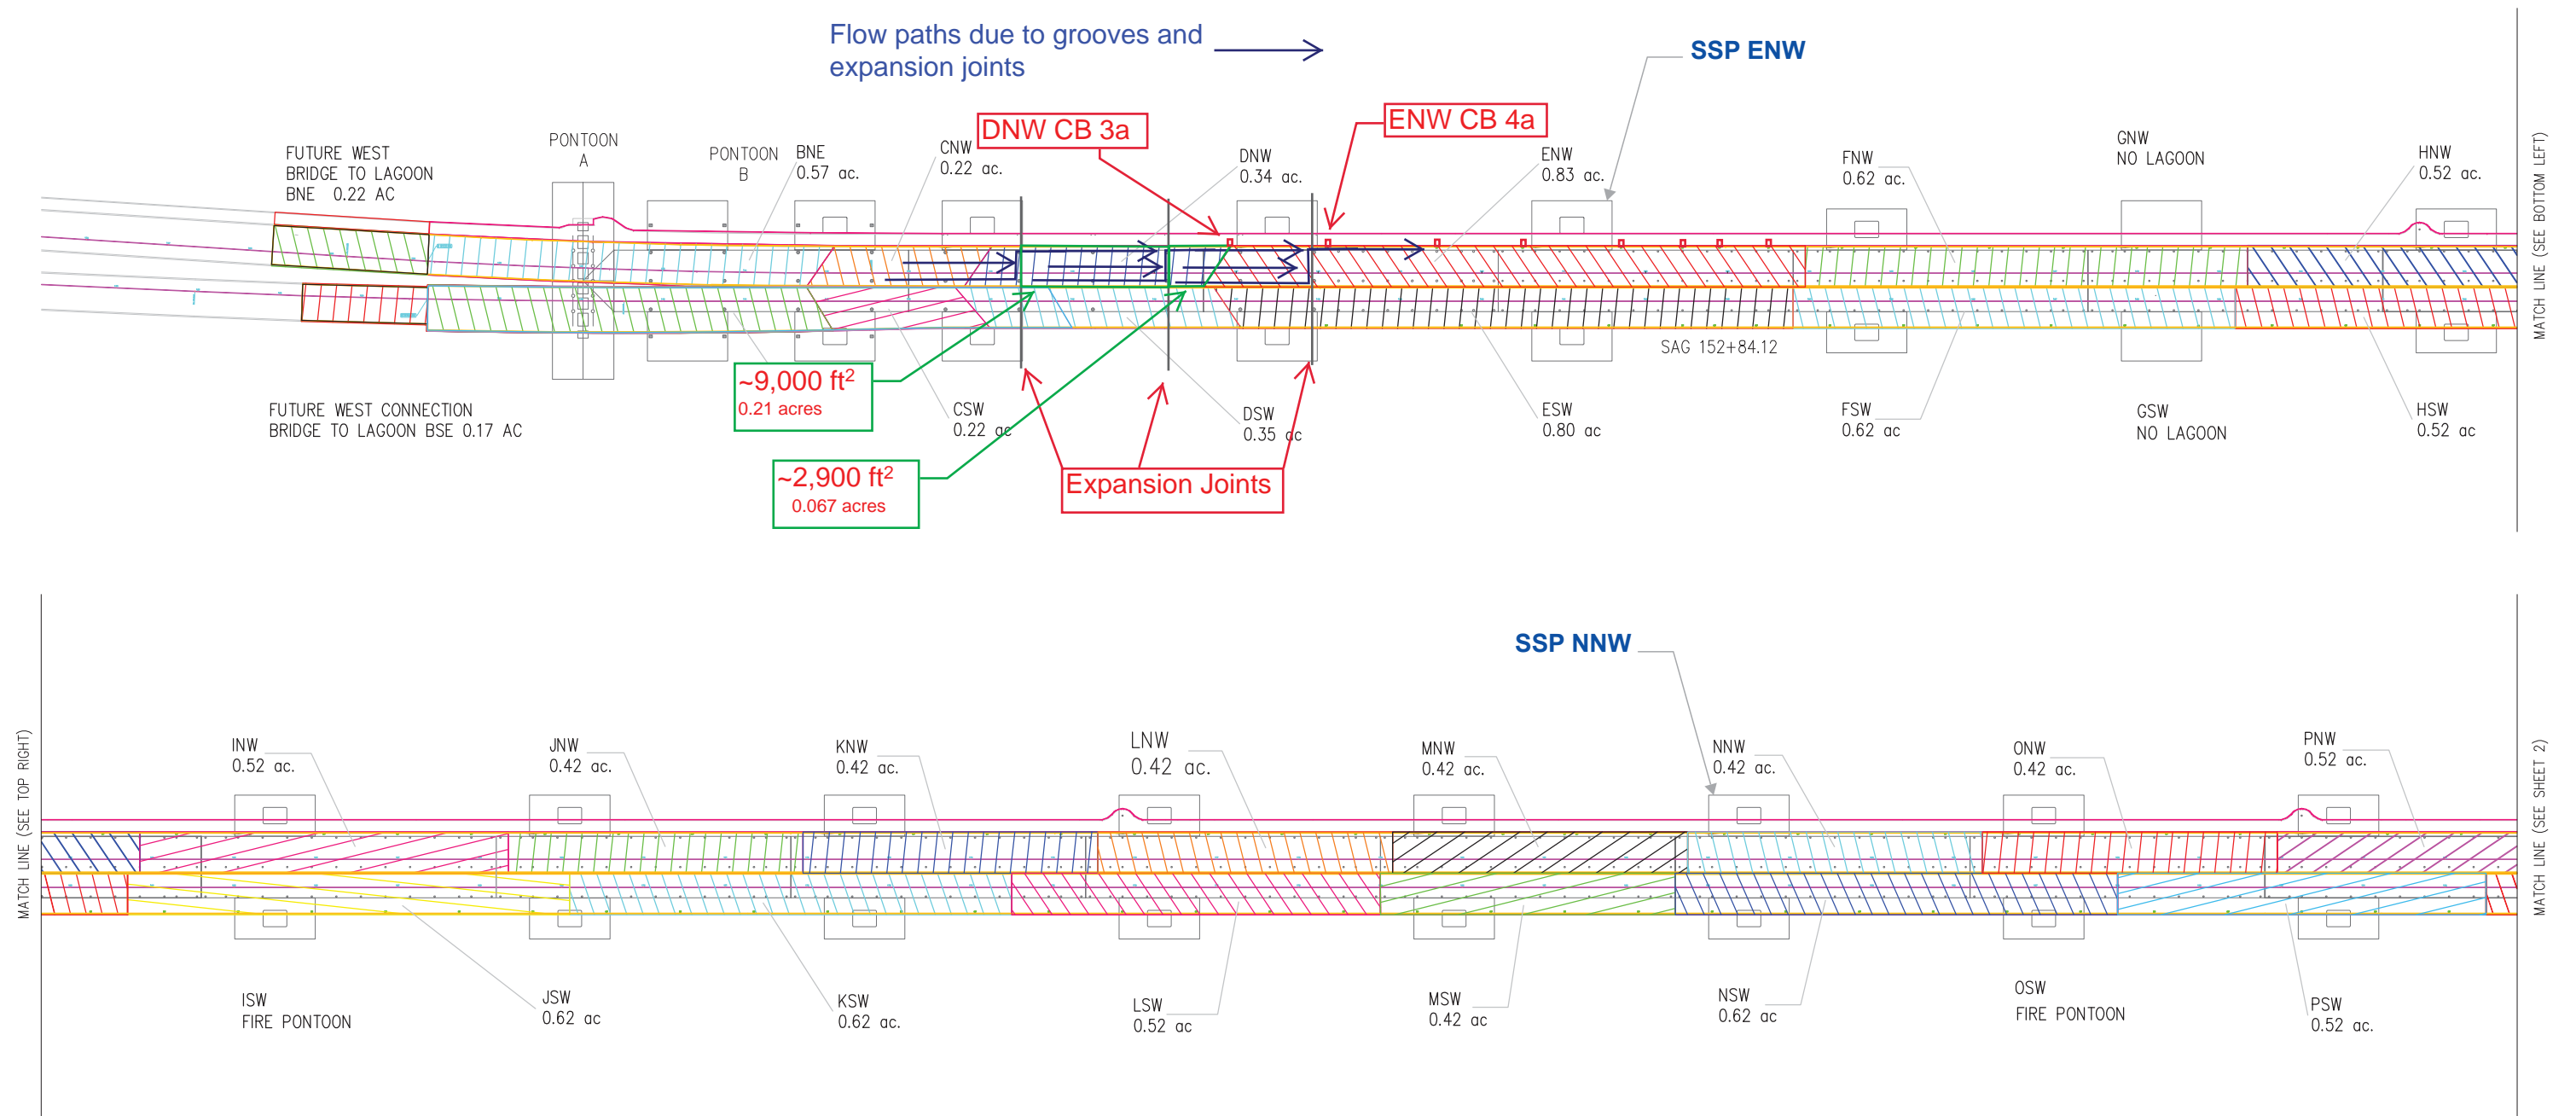 Flow paths due to grooves and
expansion joints
SSP ENW
DNW CB 3a
ENW CB 4a
FUTURE WEST
BRIDGE TO LAGOON
BNE 0.22 AC
PONTOON
A
PONTOON
B
BNE
0.57 ac.
CNW
0.22 ac.
DNW
0.34 ac.
ENW
0.83 ac.
FNW
0.62 ac.
GNW
NO LAGOON
HNW
0.52 ac.
MATCH LINE (SEE BOTTOM LEFT)
SAG 152+84.12
~9,000 ft²
0.21 acres
FUTURE WEST CONNECTION
BRIDGE TO LAGOON BSE 0.17 AC
CSW
0.22 ac
DSW
0.35 ac
ESW
0.80 ac
FSW
0.62 ac
GSW
NO LAGOON
HSW
0.52 ac
~2,900 ft²
0.067 acres
Expansion Joints
SSP NNW
MATCH LINE (SEE TOP RIGHT)
INW
0.52 ac.
JNW
0.42 ac.
KNW
0.42 ac.
LNW
0.42 ac.
MNW
0.42 ac.
NNW
0.42 ac.
ONW
0.42 ac.
PNW
0.52 ac.
MATCH LINE (SEE SHEET 2)
ISW
FIRE PONTOON
JSW
0.62 ac
KSW
0.62 ac.
LSW
0.52 ac
MSW
0.42 ac
NSW
0.62 ac
OSW
FIRE PONTOON
PSW
0.52 ac.